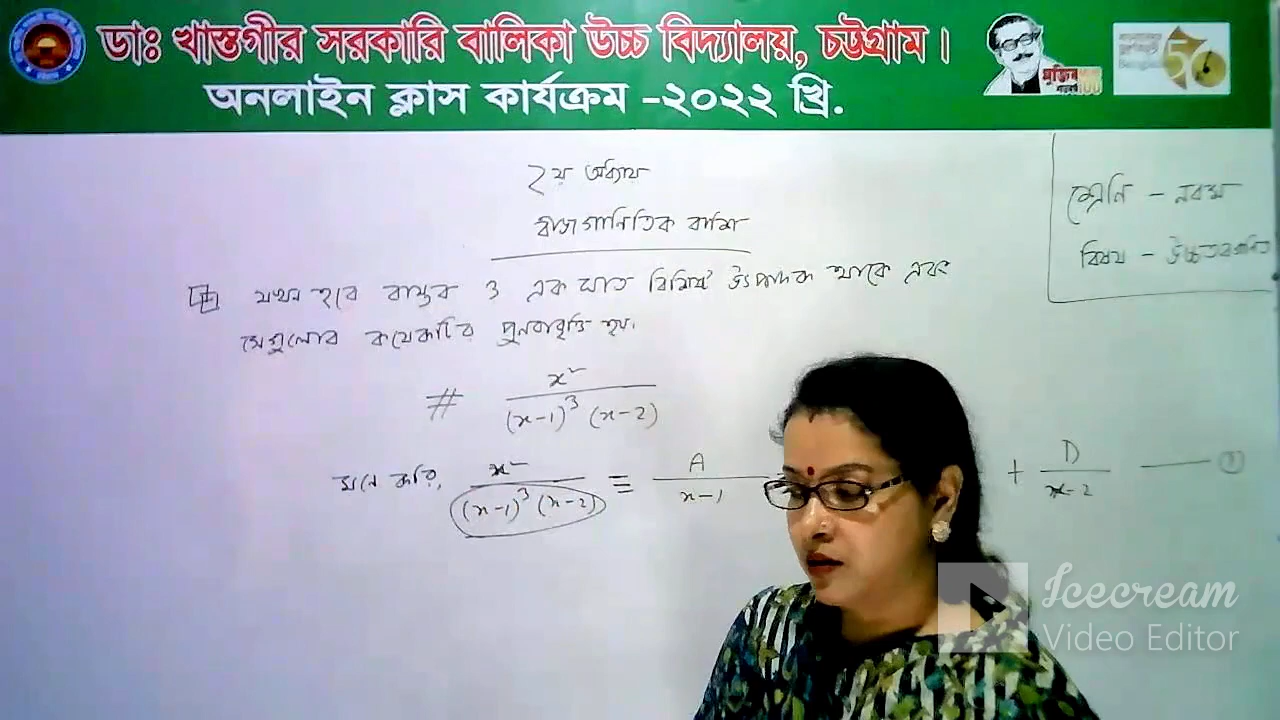 ডাঃ খাস্তগীর সরকারি বালিকা উচ্চ বিদ্যালয়, চট্টগ্রাম।
অনলাইন ক্লাস কার্যক্রম -২০২২ খ্রি.
২য় অধ্যায়
বীজগাণিতিক রাশি
শ্রেনি - নবম
বিষয় - উচ্চতর গনিত
যখন হরে বাস্তব ও এক ঘাত বিশিষ্ট উৎপাদক থাকে এবং
সেগুলোর কয়েকটির পুনরাবৃত্তি হয়।
# x² / (x-1)³ (x-2)
মনে করি, x² / (x-1)³ (x-2) ≡ A / x-1 + D / x-2 —
Icecream
Video Editor